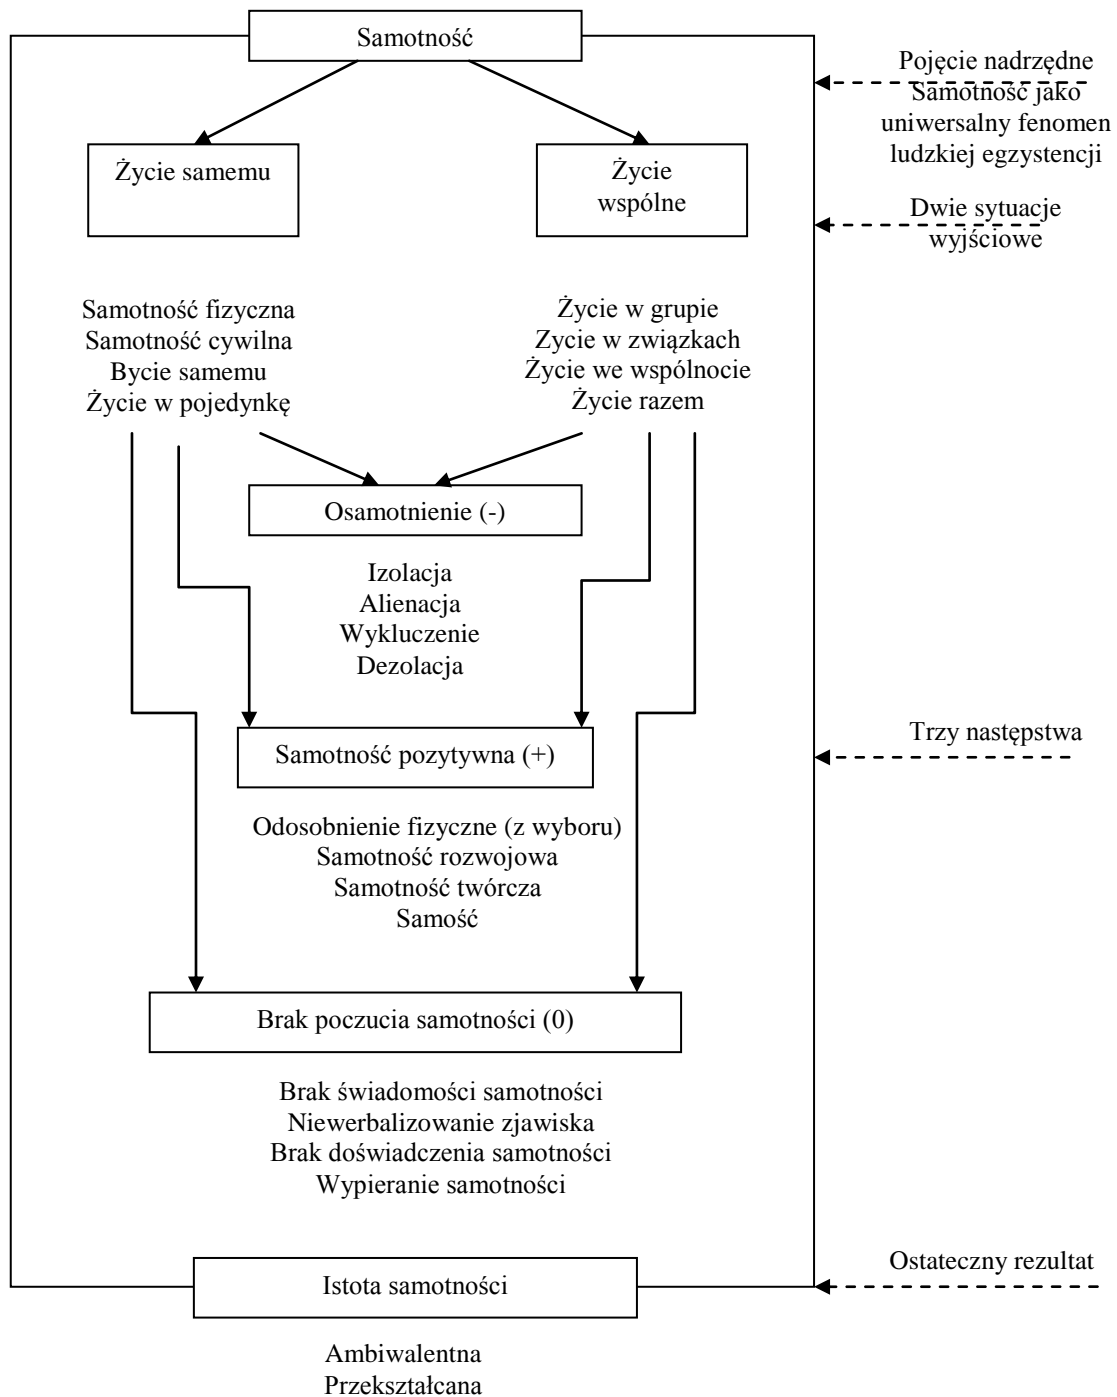 Samotność
Pojęcie nadrzędne
Samotność jako
uniwersalny fenomen
ludzkiej egzystencji
Życie samemu
Życie
wspólne
Dwie sytuacje
wyjściowe
Samotność fizyczna
Samotność cywilna
Bycie samemu
Życie w pojedynkę
Życie w grupie
Zycie w związkach
Życie we wspólnocie
Życie razem
Osamotnienie (-)
Izolacja
Alienacja
Wykluczenie
Dezolacja
Samotność pozytywna (+)
Trzy następstwa
Odosobnienie fizyczne (z wyboru)
Samotność rozwojowa
Samotność twórcza
Samość
Brak poczucia samotności (0)
Brak świadomości samotności
Niewerbalizowanie zjawiska
Brak doświadczenia samotności
Wypieranie samotności
Istota samotności
Ostateczny rezultat
Ambiwalentna
Przekształcana